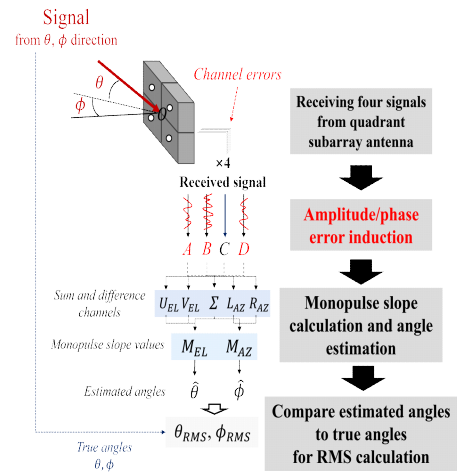 Signal
from θ, ϕ direction
θ
ϕ
O
Channel errors
×4
Received signal
A B C D
Sum and difference
channels
U_EL V_EL Σ L_AZ R_AZ
Monopulse slope values
M_EL M_AZ
Estimated angles
θ̂ ϕ̂
θ_RMS, ϕ_RMS
True angles
θ, ϕ
Receiving four signals
from quadrant
subarray antenna
Amplitude/phase
error induction
Monopulse slope
calculation and angle
estimation
Compare estimated angles
to true angles
for RMS calculation